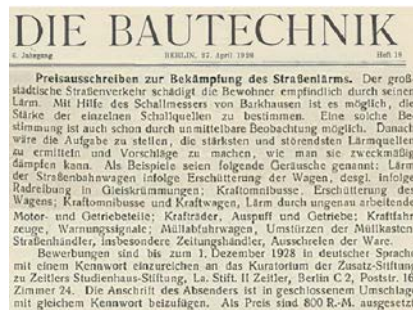 DIE BAUTECHNIK
6. Jahrgang BERLIN, 27. April 1928 Heft 18
Preisausschreiben zur Bekämpfung des Straßenlärms. Der groß
städtische Straßenverkehr schädigt die Bewohner empfindlich durch seinen
Lärm. Mit Hilfe des Schallmessers von Barkhausen ist es möglich, die
Stärke der einzelnen Schallquellen zu bestimmen. Eine solche Be
stimmung ist auch schon durch unmittelbare Beobachtung möglich. Danach
wäre die Aufgabe zu stellen, die stärksten und störendsten Lärmquellen
zu ermitteln und Vorschläge zu machen, wie man sie zweckmäßig
dämpfen kann. Als Beispiele seien folgende Geräusche genannt: Lärm
der Straßenbahnwagen infolge Erschütterung der Wagen, desgl. infolge
Radreibung in Gleiskrümmungen; Kraftomnibusse, Erschütterung des
Wagens; Kraftomnibusse und Kraftwagen, Lärm durch ungenau arbeitende
Motor- und Getriebeteile; Krafträder, Auspuff und Getriebe; Kraftfahr
zeuge, Warnungssignale; Müllabfuhrwagen, Umstürzen der Müllkasten
Straßenhändler, insbesondere Zeitungshändler, Ausschreien der Ware.
Bewerbungen sind bis zum 1. Dezember 1928 in deutscher Sprache
mit einem Kennwort einzureichen an das Kuratorium der Zusatz-Stiftung
zu Zeitlers Studienhaus-Stiftung, La. Stift. II Zeitler, Berlin C 2, Poststr. 16
Zimmer 24. Die Anschrift des Absenders ist in geschlossenem Umschlage
mit gleichem Kennwort beizufügen. Als Preis sind 800 R.-M. ausgesetzt